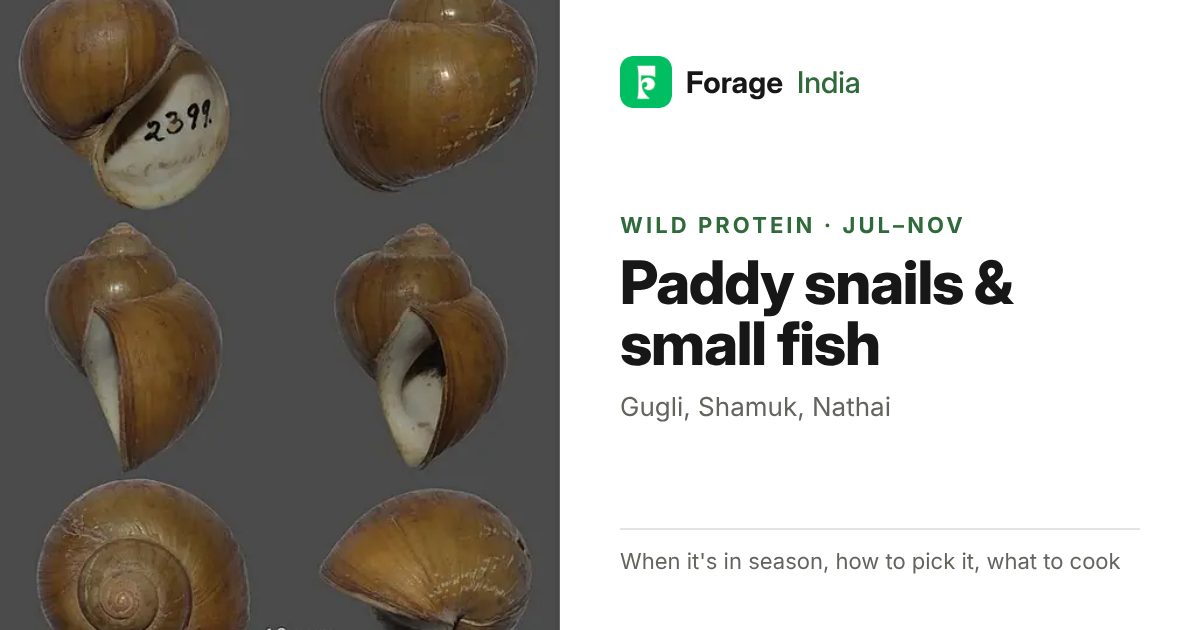 2399.
Forage India
WILD PROTEIN · JUL–NOV
Paddy snails &
small fish
Gugli, Shamuk, Nathai
When it's in season, how to pick it, what to cook